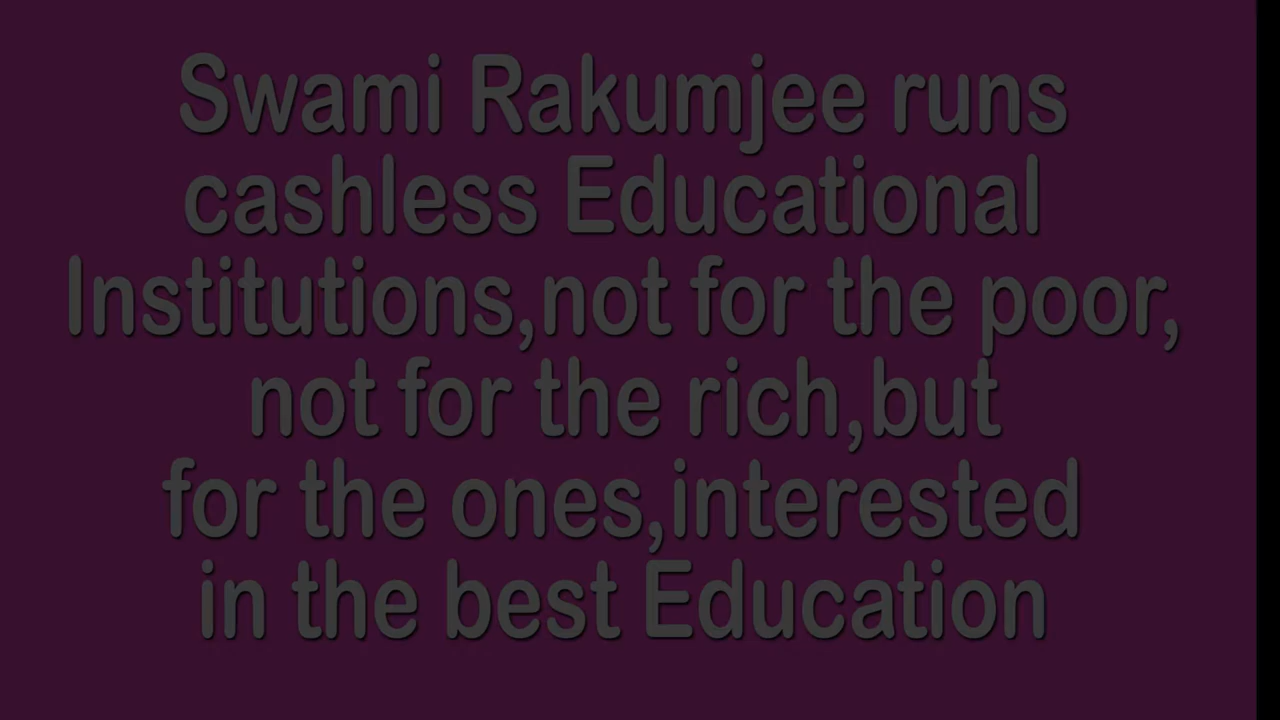 Swami Rakumjee runs
cashless Educational
Institutions,not for the poor,
not for the rich,but
for the ones,interested
in the best Education